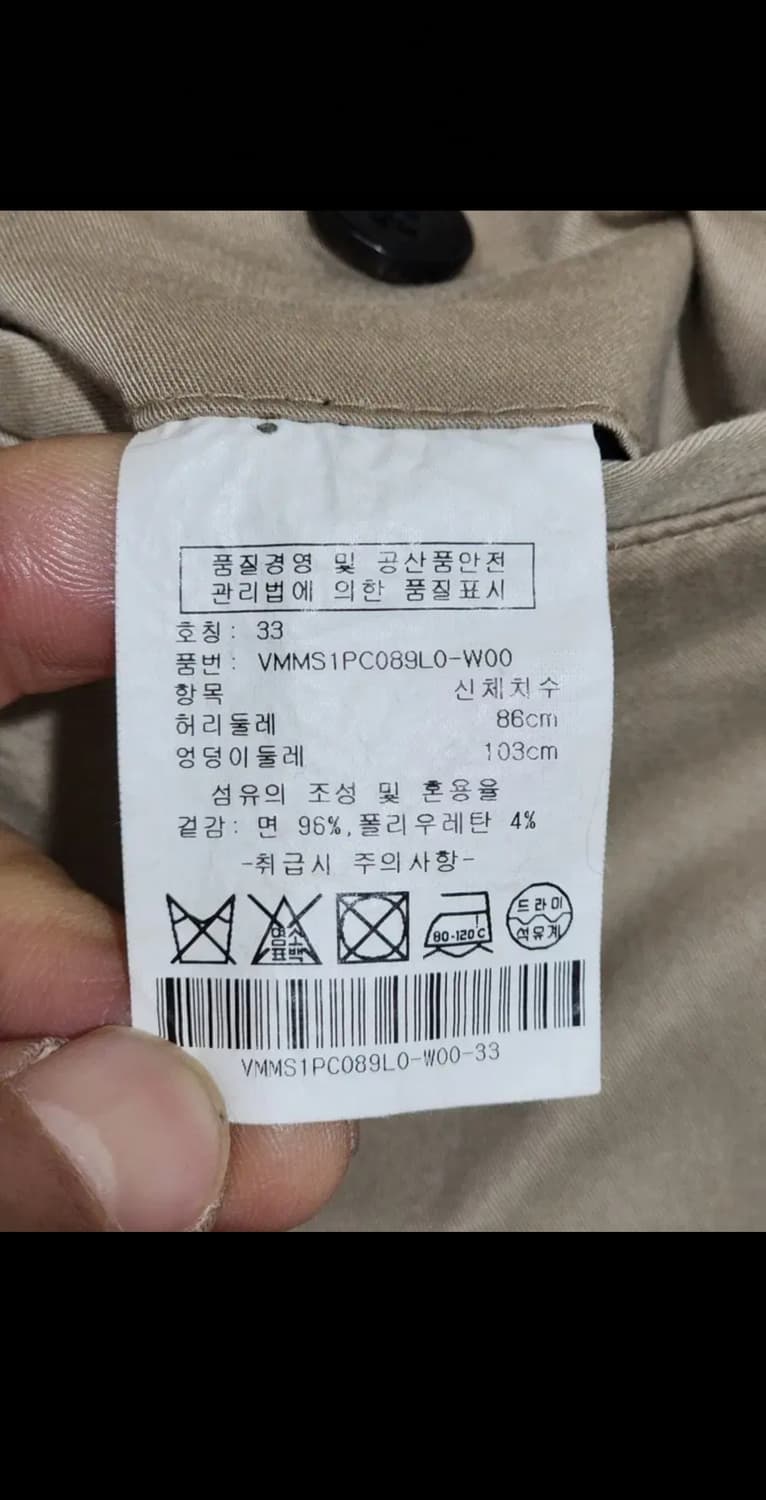 품질경영 및 공산품안전
관리법에 의한 품질표시
호칭: 33
품번: VMMS1PC089L0-W00
항목 신체치수
허리둘레 86cm
엉덩이둘레 103cm
섬유의 조성 및 혼용율
겉감: 면 96%,폴리우레탄 4%
-취급시 주의사항-
염소
표백
80-120℃
드라이
석유계
VMMS1PC089L0-W00-33